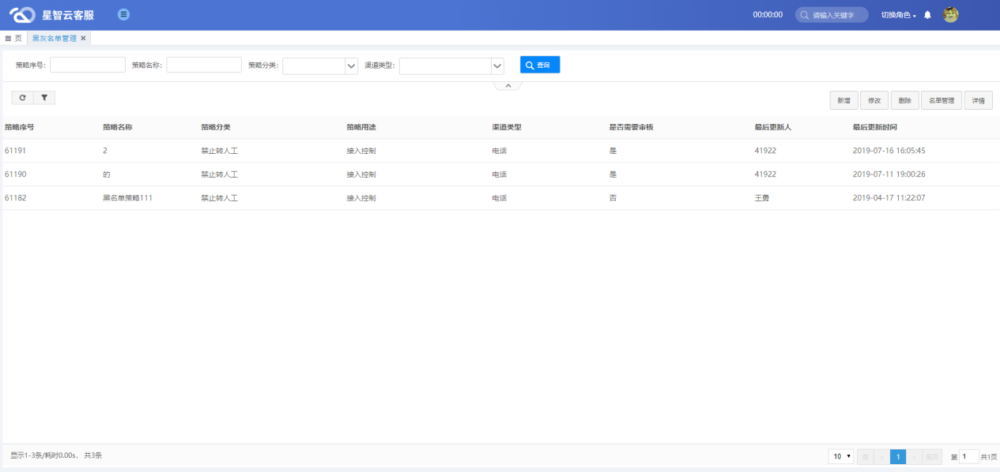 星智云客服 00:00:00 请输入关键字 切换角色
首 页 黑灰名单管理
策略序号: 策略名称: 策略分类: 渠道类型: 查询
新增 修改 删除 名单管理 详情
策略序号 策略名称 策略分类 策略用途 渠道类型 是否需要审核 最后更新人 最后更新时间
61191 2 禁止转人工 接入控制 电话 是 41922 2019-07-16 16:05:45
61190 的 禁止转人工 接入控制 电话 是 41922 2019-07-11 19:00:26
61182 黑名单策略111 禁止转人工 接入控制 电话 否 王勇 2019-04-17 11:22:07
显示1-3条/耗时0.00s, 共3条 10 1 尾页 第 1 共1页